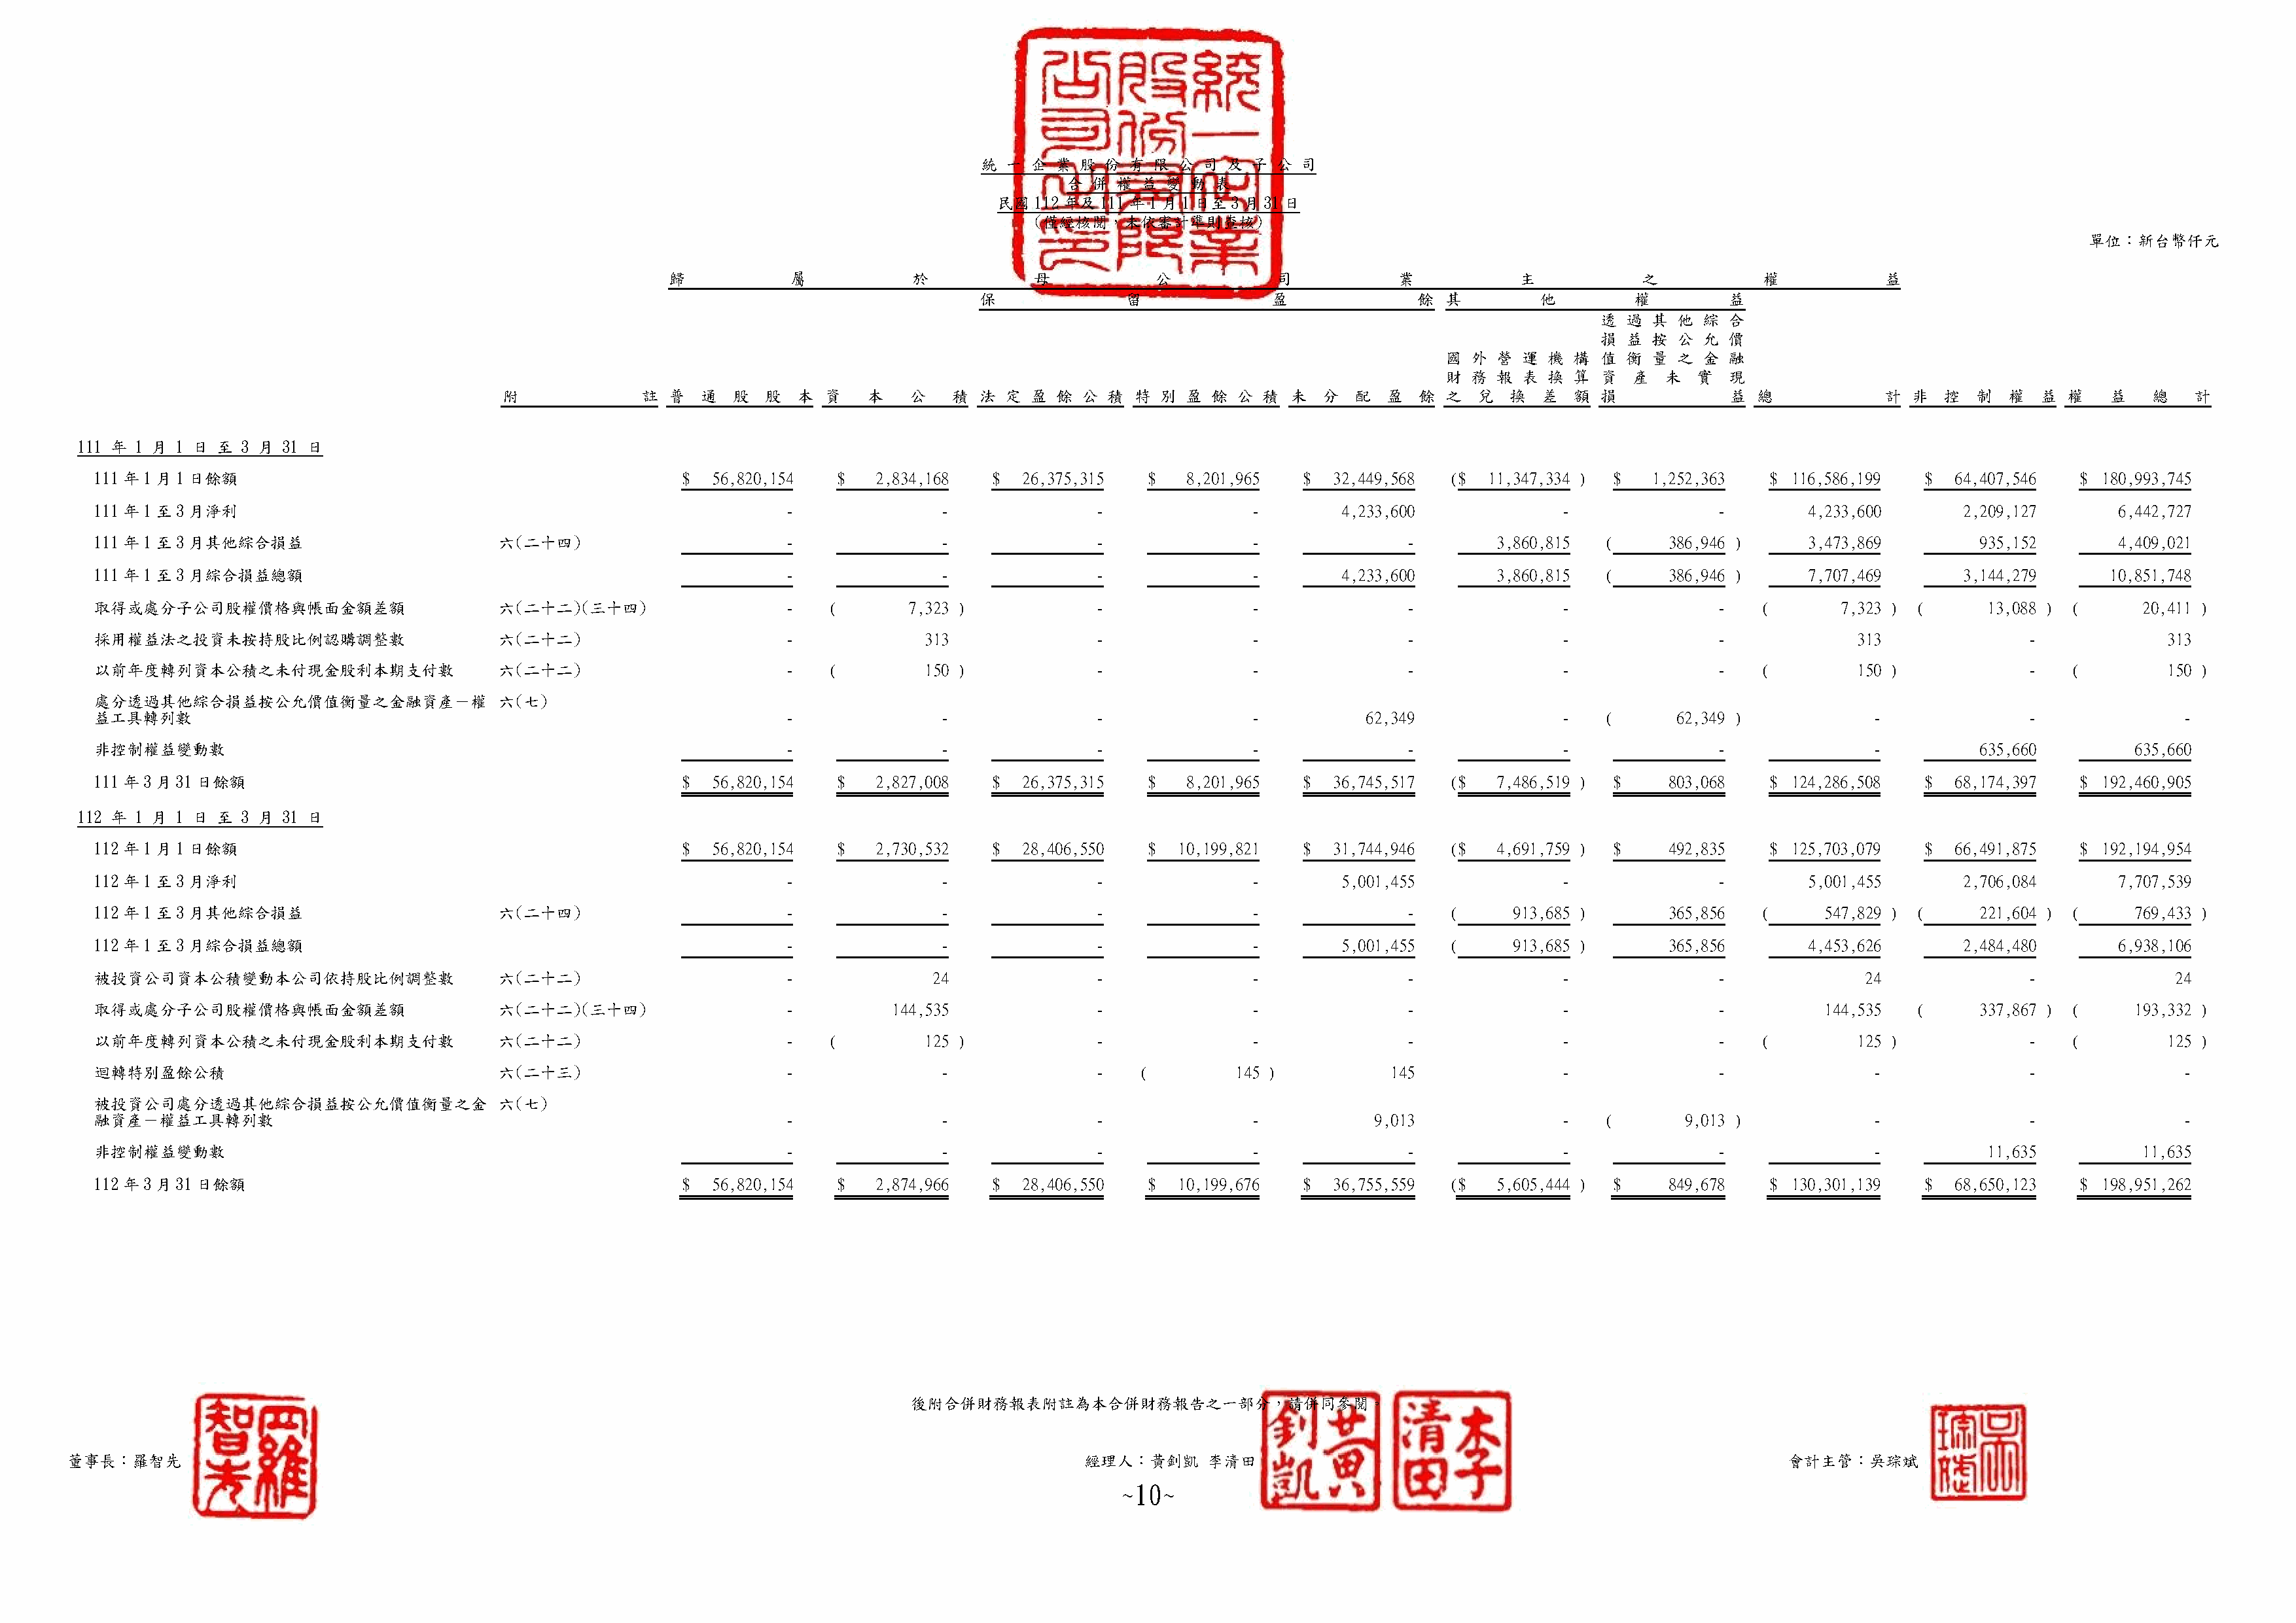 統一企業股份有限公司及子公司
合併權益變動表
民國112年及111年1月1日至3月31日
(僅經核閱,未依審計準則查核)
單位:新台幣仟元
歸屬於母公司業主之權益
保留盈餘 其他權益
透過其他綜合
損益按公允價
國外營運機構 值衡量之金融
財務報表換算 資產未實現
附註 普通股股本 資本公積 法定盈餘公積 特別盈餘公積 未分配盈餘 之兌換差額 損益 總計 非控制權益 權益總計
111年1月1日至3月31日
111年1月1日餘額 $ 56,820,154 $ 2,834,168 $ 26,375,315 $ 8,201,965 $ 32,449,568 ($ 11,347,334 ) $ 1,252,363 $ 116,586,199 $ 64,407,546 $ 180,993,745
111年1至3月淨利 - - - - 4,233,600 - - 4,233,600 2,209,127 6,442,727
111年1至3月其他綜合損益 六(二十四) - - - - - 3,860,815 ( 386,946 ) 3,473,869 935,152 4,409,021
111年1至3月綜合損益總額 - - - - 4,233,600 3,860,815 ( 386,946 ) 7,707,469 3,144,279 10,851,748
取得或處分子公司股權價格與帳面金額差額 六(二十二)(三十四) - ( 7,323 ) - - - - - ( 7,323 ) ( 13,088 ) ( 20,411 )
採用權益法之投資未按持股比例認購調整數 六(二十二) - 313 - - - - - 313 - 313
以前年度轉列資本公積之未付現金股利本期支付數 六(二十二) - ( 150 ) - - - - - ( 150 ) - ( 150 )
處分透過其他綜合損益按公允價值衡量之金融資產－權 六(七)
益工具轉列數 - - - - 62,349 - ( 62,349 ) - - -
非控制權益變動數 - - - - - - - - 635,660 635,660
111年3月31日餘額 $ 56,820,154 $ 2,827,008 $ 26,375,315 $ 8,201,965 $ 36,745,517 ($ 7,486,519 ) $ 803,068 $ 124,286,508 $ 68,174,397 $ 192,460,905
112年1月1日至3月31日
112年1月1日餘額 $ 56,820,154 $ 2,730,532 $ 28,406,550 $ 10,199,821 $ 31,744,946 ($ 4,691,759 ) $ 492,835 $ 125,703,079 $ 66,491,875 $ 192,194,954
112年1至3月淨利 - - - - 5,001,455 - - 5,001,455 2,706,084 7,707,539
112年1至3月其他綜合損益 六(二十四) - - - - - ( 913,685 ) 365,856 ( 547,829 ) ( 221,604 ) ( 769,433 )
112年1至3月綜合損益總額 - - - - 5,001,455 ( 913,685 ) 365,856 4,453,626 2,484,480 6,938,106
被投資公司資本公積變動本公司依持股比例調整數 六(二十二) - 24 - - - - - 24 - 24
取得或處分子公司股權價格與帳面金額差額 六(二十二)(三十四) - 144,535 - - - - - 144,535 ( 337,867 ) ( 193,332 )
以前年度轉列資本公積之未付現金股利本期支付數 六(二十二) - ( 125 ) - - - - - ( 125 ) - ( 125 )
迴轉特別盈餘公積 六(二十三) - - - ( 145 ) 145 - - - - -
被投資公司處分透過其他綜合損益按公允價值衡量之金 六(七)
融資產－權益工具轉列數 - - - - 9,013 - ( 9,013 ) - - -
非控制權益變動數 - - - - - - - - 11,635 11,635
112年3月31日餘額 $ 56,820,154 $ 2,874,966 $ 28,406,550 $ 10,199,676 $ 36,755,559 ($ 5,605,444 ) $ 849,678 $ 130,301,139 $ 68,650,123 $ 198,951,262
後附合併財務報表附註為本合併財務報告之一部分,請併同參閱。
董事長:羅智先 經理人:黃釗凱 李清田 會計主管:吳琮斌
~10~